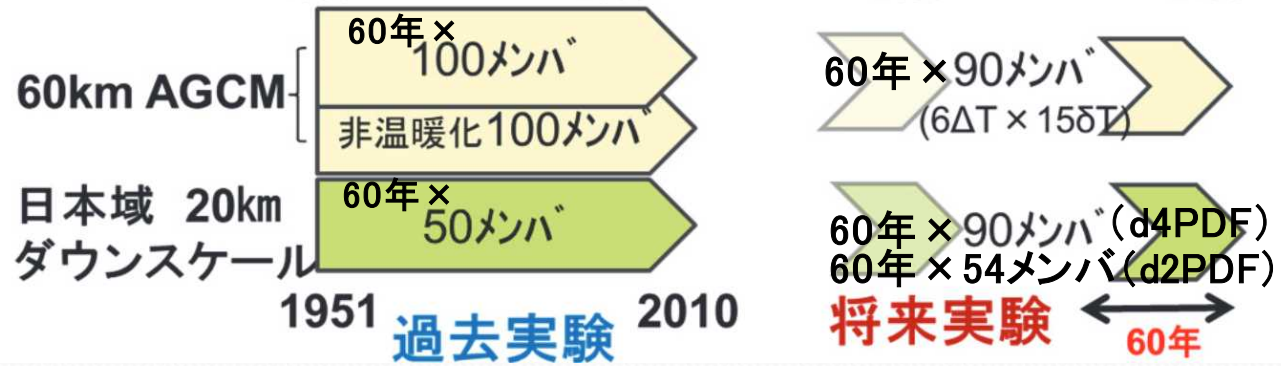 60年×
100メンバ
60km AGCM
非温暖化100メンバ
60年×90メンバ
(6ΔT × 15δT)
日本域 20㎞
ダウンスケール
60年×
50メンバ
60年×90メンバ(d4PDF)
60年×54メンバ(d2PDF)
1951
2010
過去実験
将来実験
60年